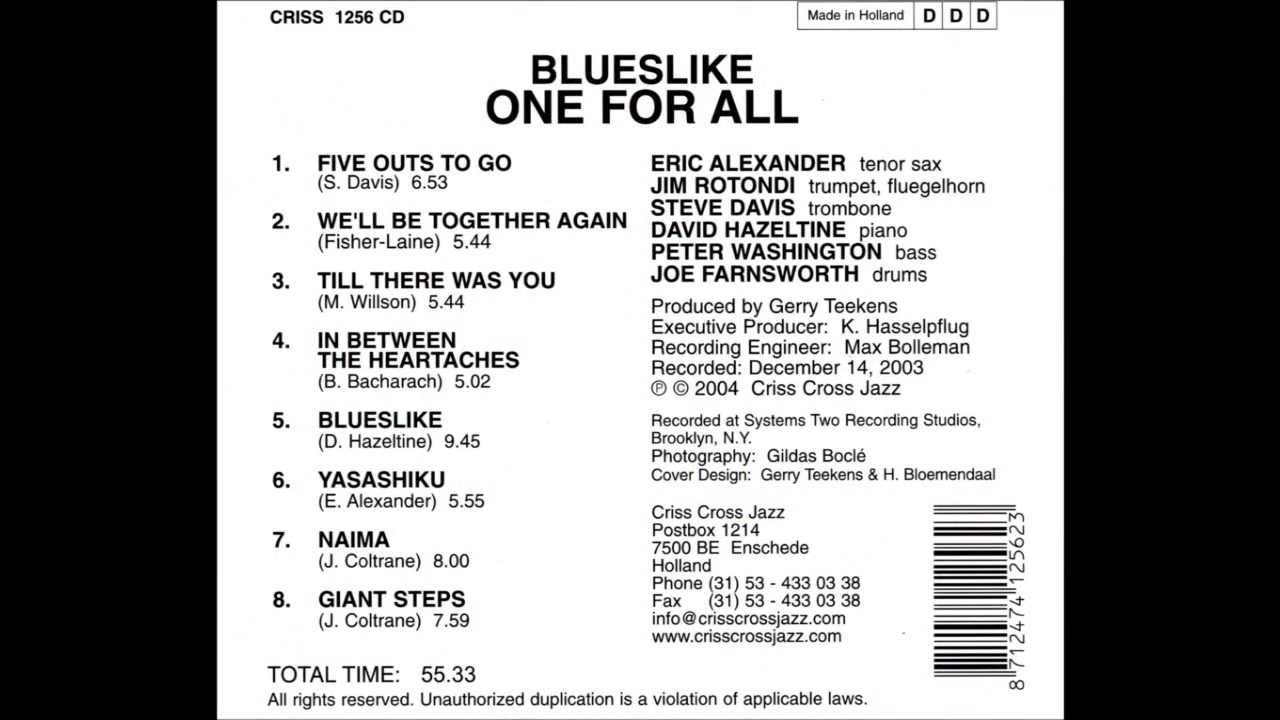 CRISS 1256 CD
Made in Holland D D D
BLUESLIKE
ONE FOR ALL
1. FIVE OUTS TO GO
(S. Davis) 6.53
2. WE'LL BE TOGETHER AGAIN
(Fisher-Laine) 5.44
3. TILL THERE WAS YOU
(M. Willson) 5.44
4. IN BETWEEN
THE HEARTACHES
(B. Bacharach) 5.02
5. BLUESLIKE
(D. Hazeltine) 9.45
6. YASASHIKU
(E. Alexander) 5.55
7. NAIMA
(J. Coltrane) 8.00
8. GIANT STEPS
(J. Coltrane) 7.59
ERIC ALEXANDER tenor sax
JIM ROTONDI trumpet, fluegelhorn
STEVE DAVIS trombone
DAVID HAZELTINE piano
PETER WASHINGTON bass
JOE FARNSWORTH drums
Produced by Gerry Teekens
Executive Producer: K. Hasselpflug
Recording Engineer: Max Bolleman
Recorded: December 14, 2003
℗ © 2004 Criss Cross Jazz
Recorded at Systems Two Recording Studios,
Brooklyn, N.Y.
Photography: Gildas Boclé
Cover Design: Gerry Teekens & H. Bloemendaal
Criss Cross Jazz
Postbox 1214
7500 BE Enschede
Holland
Phone (31) 53 - 433 03 38
Fax (31) 53 - 433 03 38
info@crisscrossjazz.com
www.crisscrossjazz.com
8 712474 125623
TOTAL TIME: 55.33
All rights reserved. Unauthorized duplication is a violation of applicable laws.